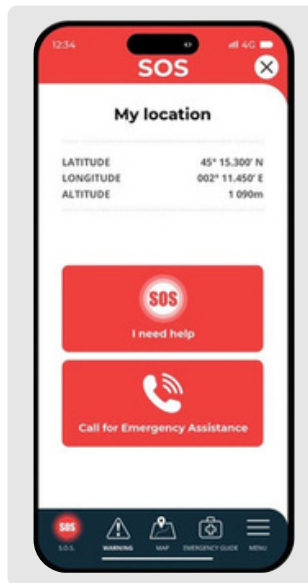 12:34 4G
SOS
My location
LATITUDE 45° 15.300' N
LONGITUDE 002° 11.450' E
ALTITUDE 1 090m
SOS
I need help
Call for Emergency Assistance
SOS
S.O.S. WARNING MAP EMERGENCY GUIDE MENU